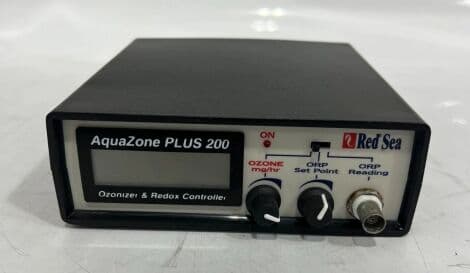 AquaZone PLUS 200
Ozonizer & Redox Controller
ON
OZONE
mg/hr
ORP
Set Point
Red Sea
ORP
Reading